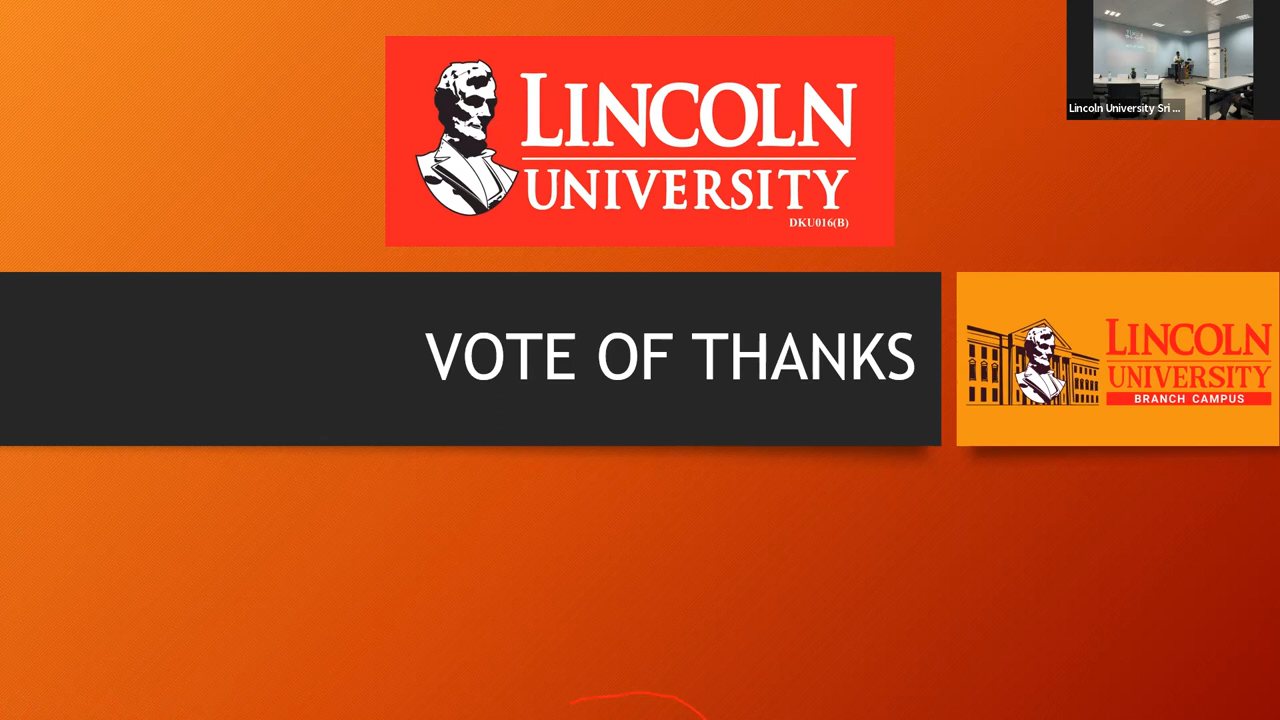 LINCOLN
UNIVERSITY
DKU016(B)
Lincoln University Sri ...
VOTE OF THANKS
LINCOLN
UNIVERSITY
BRANCH CAMPUS